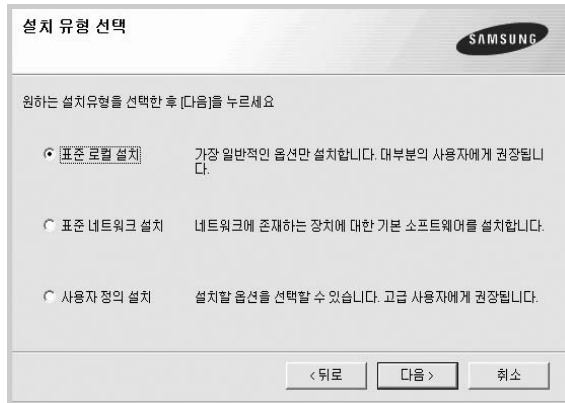 설치 유형 선택
SAMSUNG
원하는 설치유형을 선택한 후 [다음]을 누르세요
표준 로컬 설치
가장 일반적인 옵션만 설치합니다. 대부분의 사용자에게 권장됩니
다.
표준 네트워크 설치
네트워크에 존재하는 장치에 대한 기본 소프트웨어를 설치합니다.
사용자 정의 설치
설치할 옵션을 선택할 수 있습니다. 고급 사용자에게 권장됩니다.
< 뒤로
다음 >
취소